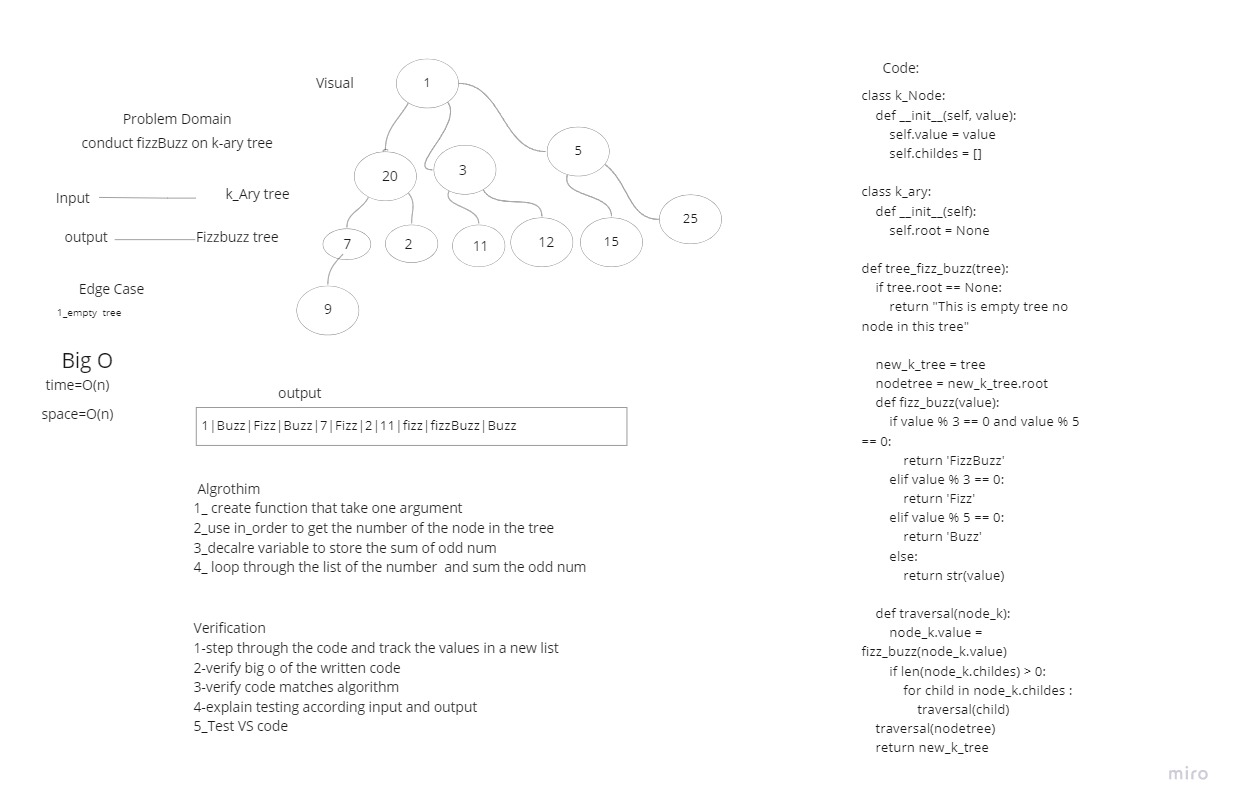 Visual
1
20
3
5
7
2
11
12
15
25
9
Problem Domain
conduct fizzBuzz on k-ary tree
Input
k_Ary tree
output
Fizzbuzz tree
Edge Case
1_empty tree
Big O
time=O(n)
space=O(n)
output
1|Buzz|Fizz|Buzz|7|Fizz|2|11|fizz|fizzBuzz|Buzz
Algrothim
1_ create function that take one argument
2_use in_order to get the number of the node in the tree
3_decalre variable to store the sum of odd num
4_ loop through the list of the number  and sum the odd num
Verification
1-step through the code and track the values in a new list
2-verify big o of the written code
3-verify code matches algorithm
4-explain testing according input and output
5_Test VS code
Code:
class k_Node:
    def __init__(self, value):
        self.value = value
        self.childes = []
class k_ary:
    def __init__(self):
        self.root = None
def tree_fizz_buzz(tree):
    if tree.root == None:
        return "This is empty tree no
node in this tree"
    new_k_tree = tree
    nodetree = new_k_tree.root
    def fizz_buzz(value):
        if value % 3 == 0 and value % 5
== 0:
            return 'FizzBuzz'
        elif value % 3 == 0:
            return 'Fizz'
        elif value % 5 == 0:
            return 'Buzz'
        else:
            return str(value)
    def traversal(node_k):
        node_k.value =
fizz_buzz(node_k.value)
        if len(node_k.childes) > 0:
            for child in node_k.childes :
                traversal(child)
    traversal(nodetree)
    return new_k_tree
miro